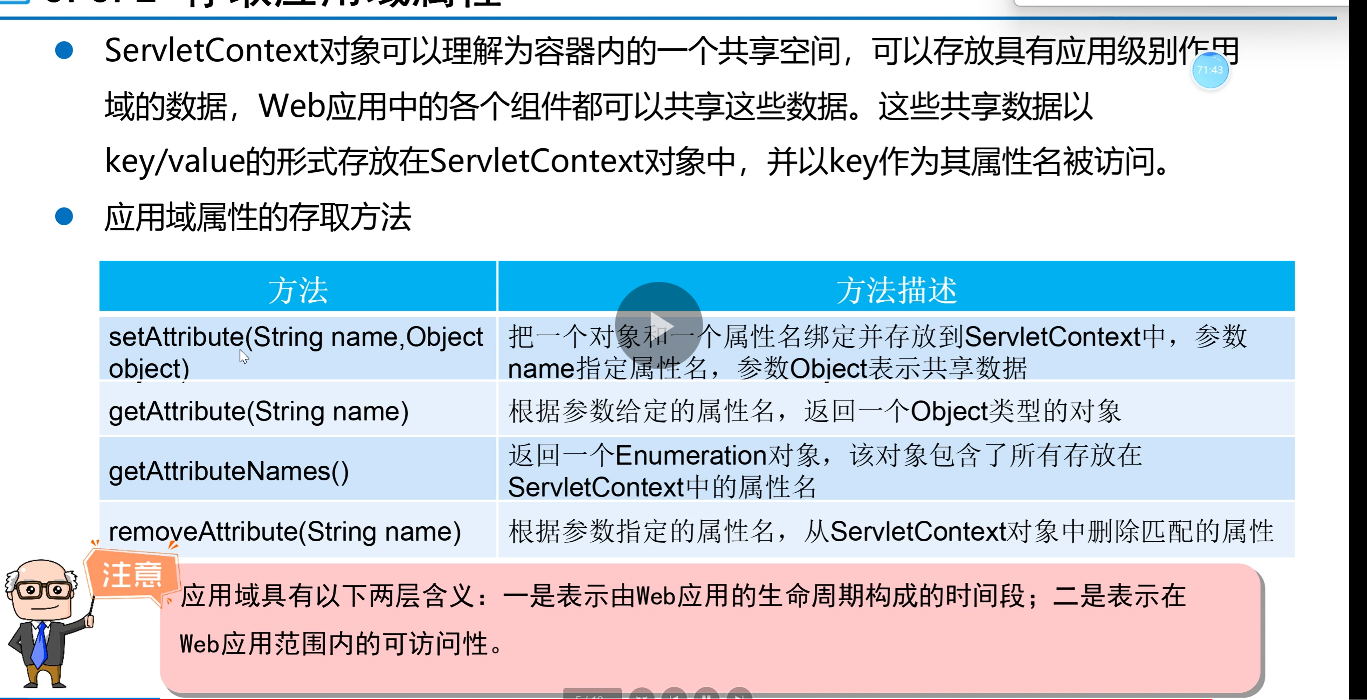 ServletContext对象可以理解为容器内的一个共享空间，可以存放具有应用级别作用
71:43
域的数据，Web应用中的各个组件都可以共享这些数据。这些共享数据以
key/value的形式存放在ServletContext对象中，并以key作为其属性名被访问。
应用域属性的存取方法
方法
方法描述
setAttribute(String name,Object
object)
把一个对象和一个属性名绑定并存放到ServletContext中，参数
name指定属性名，参数Object表示共享数据
getAttribute(String name)
根据参数给定的属性名，返回一个Object类型的对象
getAttributeNames()
返回一个Enumeration对象，该对象包含了所有存放在
ServletContext中的属性名
removeAttribute(String name)
根据参数指定的属性名，从ServletContext对象中删除匹配的属性
注意
应用域具有以下两层含义：一是表示由Web应用的生命周期构成的时间段；二是表示在
Web应用范围内的可访问性。